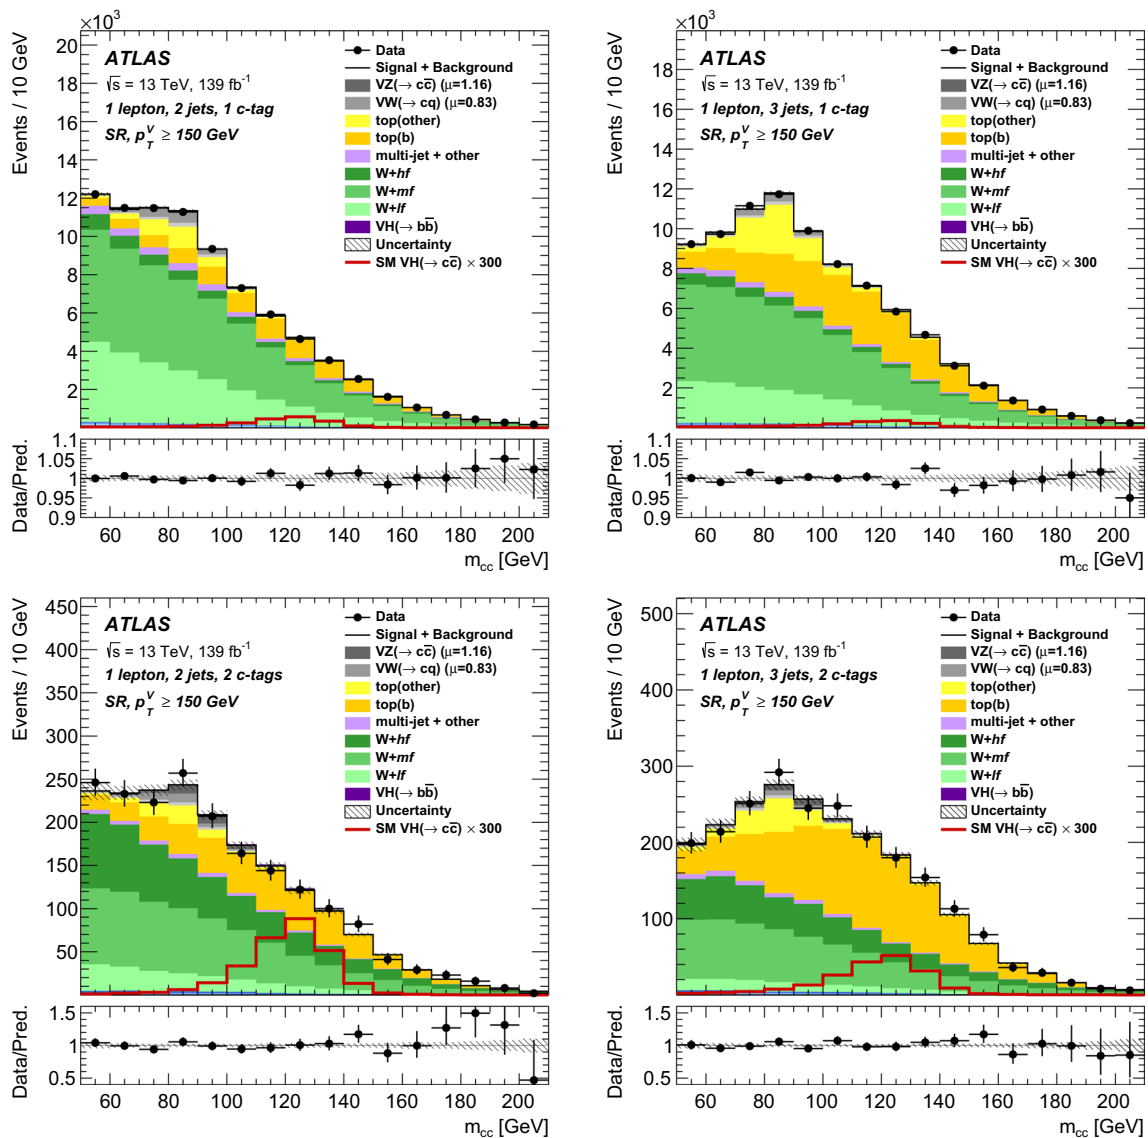 ×10³
Events / 10 GeV
20
18
16
14
12
10
8
6
4
2
ATLAS
√s = 13 TeV, 139 fb⁻¹
1 lepton, 2 jets, 1 c-tag
SR, p_T^V ≥ 150 GeV
Data
Signal + Background
VZ(→ cc̅) (μ=1.16)
VW(→ cq) (μ=0.83)
top(other)
top(b)
multi-jet + other
W+hf
W+mf
W+lf
VH(→ bb̅)
Uncertainty
SM VH(→ cc̅) × 300
Data/Pred.
1.1
1.05
1
0.95
0.9
60 80 100 120 140 160 180 200
m_cc [GeV]
×10³
Events / 10 GeV
18
16
14
12
10
8
6
4
2
ATLAS
√s = 13 TeV, 139 fb⁻¹
1 lepton, 3 jets, 1 c-tag
SR, p_T^V ≥ 150 GeV
Data
Signal + Background
VZ(→ cc̅) (μ=1.16)
VW(→ cq) (μ=0.83)
top(other)
top(b)
multi-jet + other
W+hf
W+mf
W+lf
VH(→ bb̅)
Uncertainty
SM VH(→ cc̅) × 300
Data/Pred.
1.1
1.05
1
0.95
0.9
60 80 100 120 140 160 180 200
m_cc [GeV]
Events / 10 GeV
450
400
350
300
250
200
150
100
50
ATLAS
√s = 13 TeV, 139 fb⁻¹
1 lepton, 2 jets, 2 c-tags
SR, p_T^V ≥ 150 GeV
Data
Signal + Background
VZ(→ cc̅) (μ=1.16)
VW(→ cq) (μ=0.83)
top(other)
top(b)
multi-jet + other
W+hf
W+mf
W+lf
VH(→ bb̅)
Uncertainty
SM VH(→ cc̅) × 300
Data/Pred.
1.5
1
0.5
60 80 100 120 140 160 180 200
m_cc [GeV]
Events / 10 GeV
500
400
300
200
100
ATLAS
√s = 13 TeV, 139 fb⁻¹
1 lepton, 3 jets, 2 c-tags
SR, p_T^V ≥ 150 GeV
Data
Signal + Background
VZ(→ cc̅) (μ=1.16)
VW(→ cq) (μ=0.83)
top(other)
top(b)
multi-jet + other
W+hf
W+mf
W+lf
VH(→ bb̅)
Uncertainty
SM VH(→ cc̅) × 300
Data/Pred.
1.5
1
0.5
60 80 100 120 140 160 180 200
m_cc [GeV]